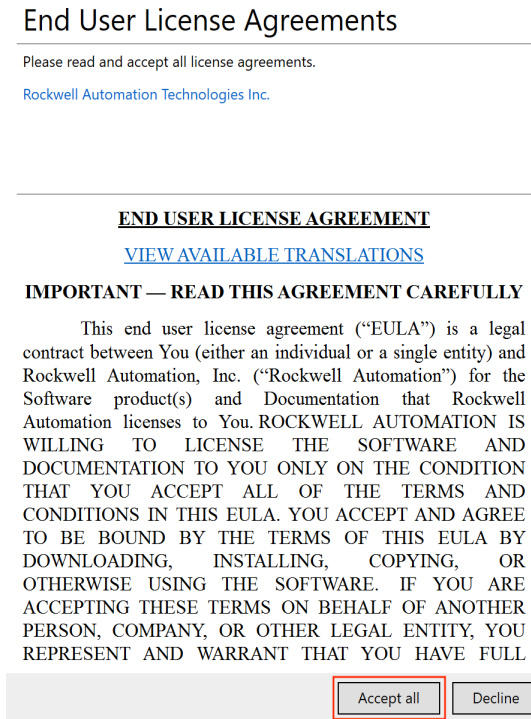 End User License Agreements
Please read and accept all license agreements.
Rockwell Automation Technologies Inc.
END USER LICENSE AGREEMENT
VIEW AVAILABLE TRANSLATIONS
IMPORTANT — READ THIS AGREEMENT CAREFULLY
This end user license agreement (“EULA”) is a legal
contract between You (either an individual or a single entity) and
Rockwell Automation, Inc. (“Rockwell Automation”) for the
Software product(s) and Documentation that Rockwell
Automation licenses to You. ROCKWELL AUTOMATION IS
WILLING TO LICENSE THE SOFTWARE AND
DOCUMENTATION TO YOU ONLY ON THE CONDITION
THAT YOU ACCEPT ALL OF THE TERMS AND
CONDITIONS IN THIS EULA. YOU ACCEPT AND AGREE
TO BE BOUND BY THE TERMS OF THIS EULA BY
DOWNLOADING, INSTALLING, COPYING, OR
OTHERWISE USING THE SOFTWARE. IF YOU ARE
ACCEPTING THESE TERMS ON BEHALF OF ANOTHER
PERSON, COMPANY, OR OTHER LEGAL ENTITY, YOU
REPRESENT AND WARRANT THAT YOU HAVE FULL
Accept all
Decline